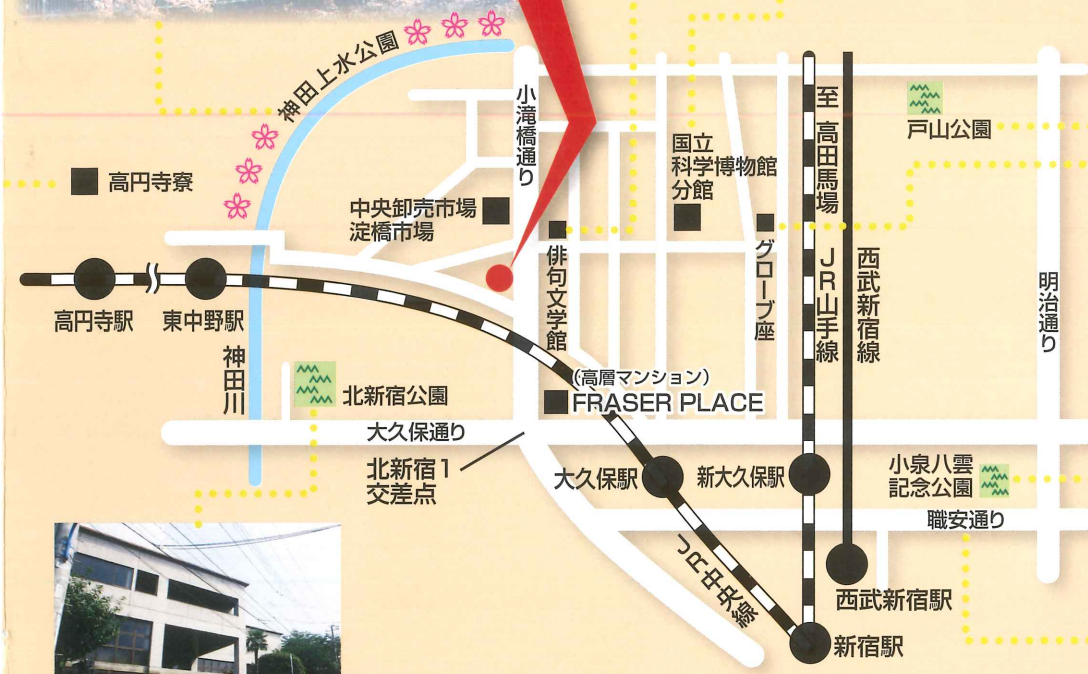 神田上水公園
小滝橋通り
至 高田馬場
戸山公園
国立
科学博物館
分館
高円寺寮
中央卸売市場
淀橋市場
俳句文学館
グローブ座
JR山手線
西武新宿線
明治通り
高円寺駅
東中野駅
神田川
北新宿公園
(高層マンション)
FRASER PLACE
大久保通り
北新宿1
交差点
大久保駅
新大久保駅
小泉八雲
記念公園
職安通り
JR中央線
西武新宿駅
新宿駅